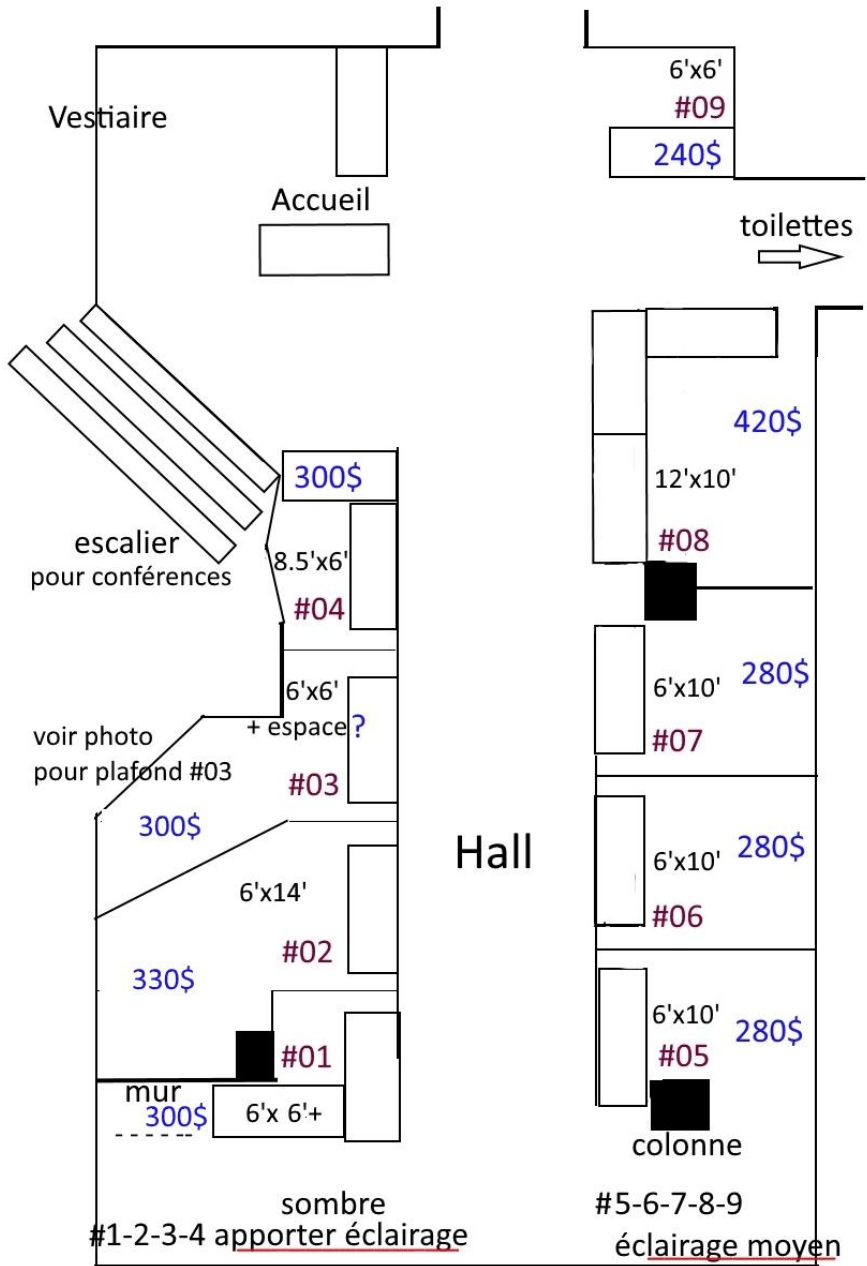 Vestiaire
Accueil
6'x6'
#09
240$
toilettes
escalier
pour conférences
300$
8.5'x6'
#04
420$
12'x10'
#08
6'x6'
+ espace?
#03
voir photo
pour plafond #03
300$
280$
6'x10'
#07
Hall
6'x14'
#02
330$
280$
6'x10'
#06
#01
mur
300$
6'x 6'+
6'x10'
280$
#05
colonne
sombre
#1-2-3-4 apporter éclairage
#5-6-7-8-9
éclairage moyen